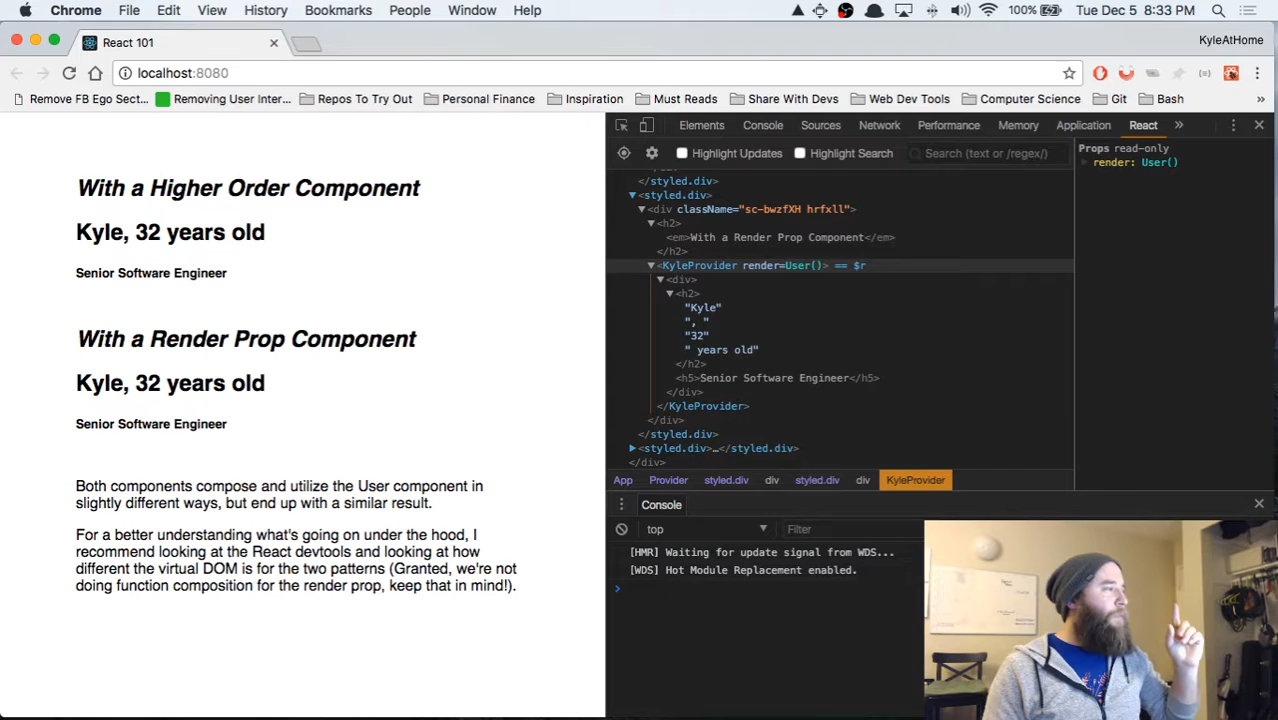 Chrome File Edit View History Bookmarks People Window Help 100% Tue Dec 5 8:33 PM
React 101 KyleAtHome
localhost:8080
Remove FB Ego Sect... Removing User Inter... Repos To Try Out Personal Finance Inspiration Must Reads Share With Devs Web Dev Tools Computer Science Git Bash »
With a Higher Order Component
Kyle, 32 years old
Senior Software Engineer
With a Render Prop Component
Kyle, 32 years old
Senior Software Engineer
Both components compose and utilize the User component in
slightly different ways, but end up with a similar result.
For a better understanding what's going on under the hood, I
recommend looking at the React devtools and looking at how
different the virtual DOM is for the two patterns (Granted, we're not
doing function composition for the render prop, keep that in mind!).
Elements Console Sources Network Performance Memory Application React »
Highlight Updates Highlight Search Search (text or /regex/)
</styled.div>
<styled.div>
<div className="sc-bwzfXH hrfxll">
<h2>
<em>With a Render Prop Component</em>
</h2>
<KyleProvider render=User()> == $r
<div>
<h2>
"Kyle"
", "
"32"
" years old"
</h2>
<h5>Senior Software Engineer</h5>
</div>
</KyleProvider>
</div>
</styled.div>
<styled.div>…</styled.div>
</div>
App Provider styled.div div styled.div div KyleProvider
Props read-only
render: User()
Console
top Filter
[HMR] Waiting for update signal from WDS...
[WDS] Hot Module Replacement enabled.